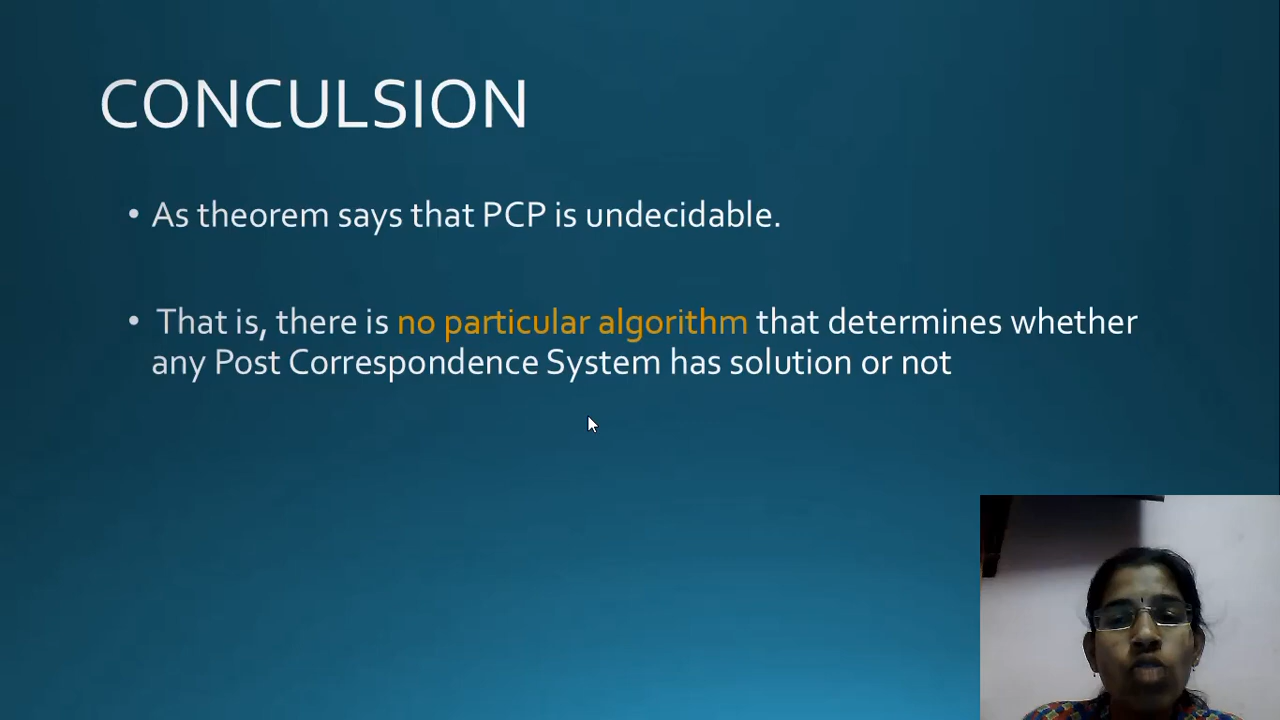 CONCULSION
• As theorem says that PCP is undecidable.
• That is, there is no particular algorithm that determines whether
any Post Correspondence System has solution or not